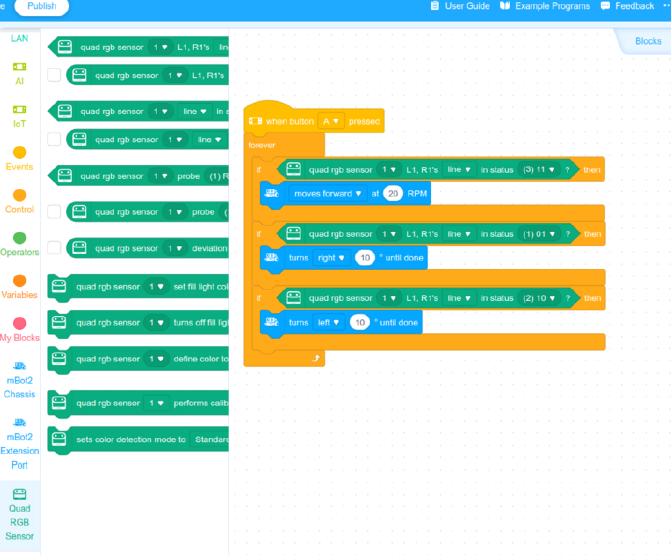 e Publish User Guide Example Programs Feedback
Blocks
LAN
AI
IoT
Events
Control
Operators
Variables
My Blocks
mBot2
Chassis
mBot2
Extension
Port
Quad
RGB
Sensor
quad rgb sensor 1 L1, R1's lin
quad rgb sensor 1 L1, R1's
quad rgb sensor 1 line in s
quad rgb sensor 1 line
quad rgb sensor 1 probe (1) R
quad rgb sensor 1 probe (
quad rgb sensor 1 deviation
quad rgb sensor 1 set fill light col
quad rgb sensor 1 turns off fill lig
quad rgb sensor 1 define color to
quad rgb sensor 1 performs calib
sets color detection mode to Standard
when button A pressed
forever
if quad rgb sensor 1 L1, R1's line in status (3) 11 ? then
moves forward at 20 RPM
if quad rgb sensor 1 L1, R1's line in status (1) 01 ? then
turns right 10 ° until done
if quad rgb sensor 1 L1, R1's line in status (2) 10 ? then
turns left 10 ° until done